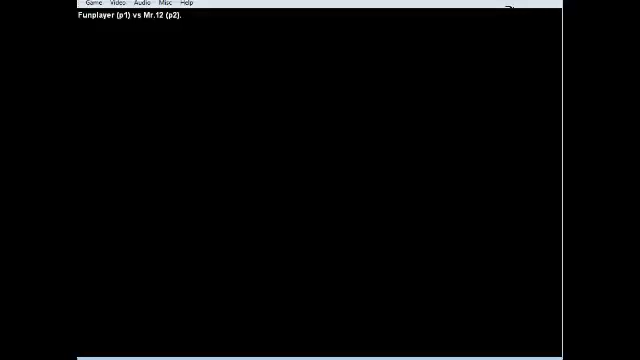 Game Video Audio Misc Help
Funplayer (p1) vs Mr.12 (p2).